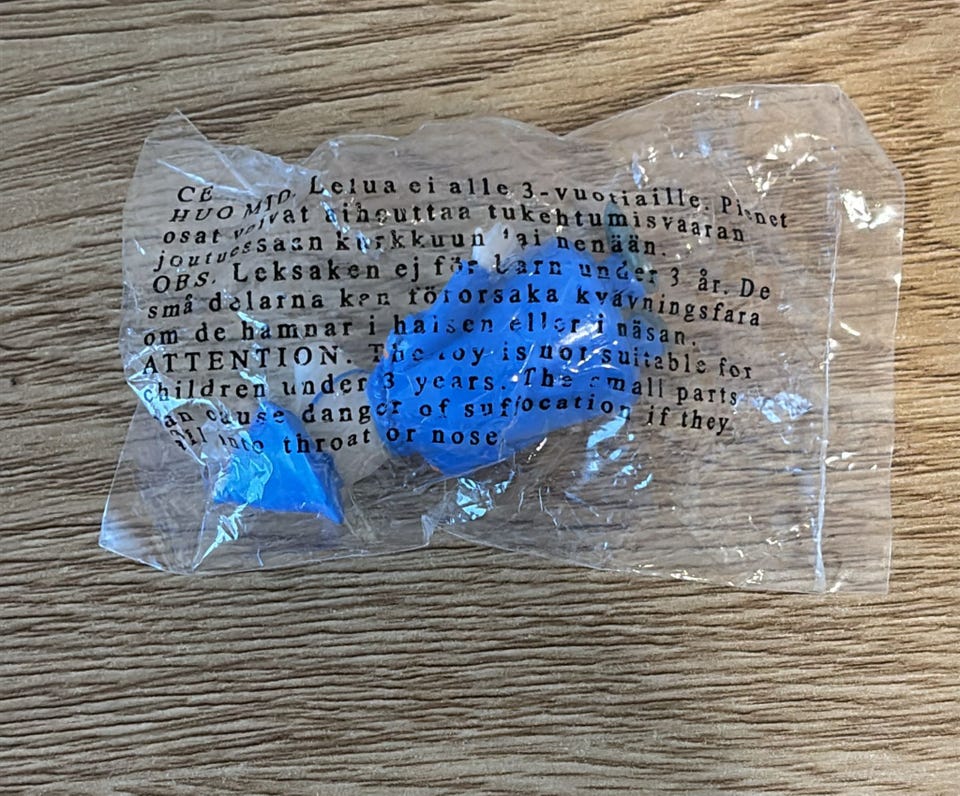 CE
HUOMIO. Lelua ei alle 3-vuotiaille. Pienet
osat voivat aiheuttaa tukehtumisvaaran
joutuessaan kurkkuun tai nenään.
OBS. Leksaken ej för barn under 3 år. De
små delarna kan förorsaka kvävningsfara
om de hamnar i halsen eller i näsan.
ATTENTION. The toy is not suitable for
children under 3 years. The small parts
can cause danger of suffocation if they
fall into throat or nose